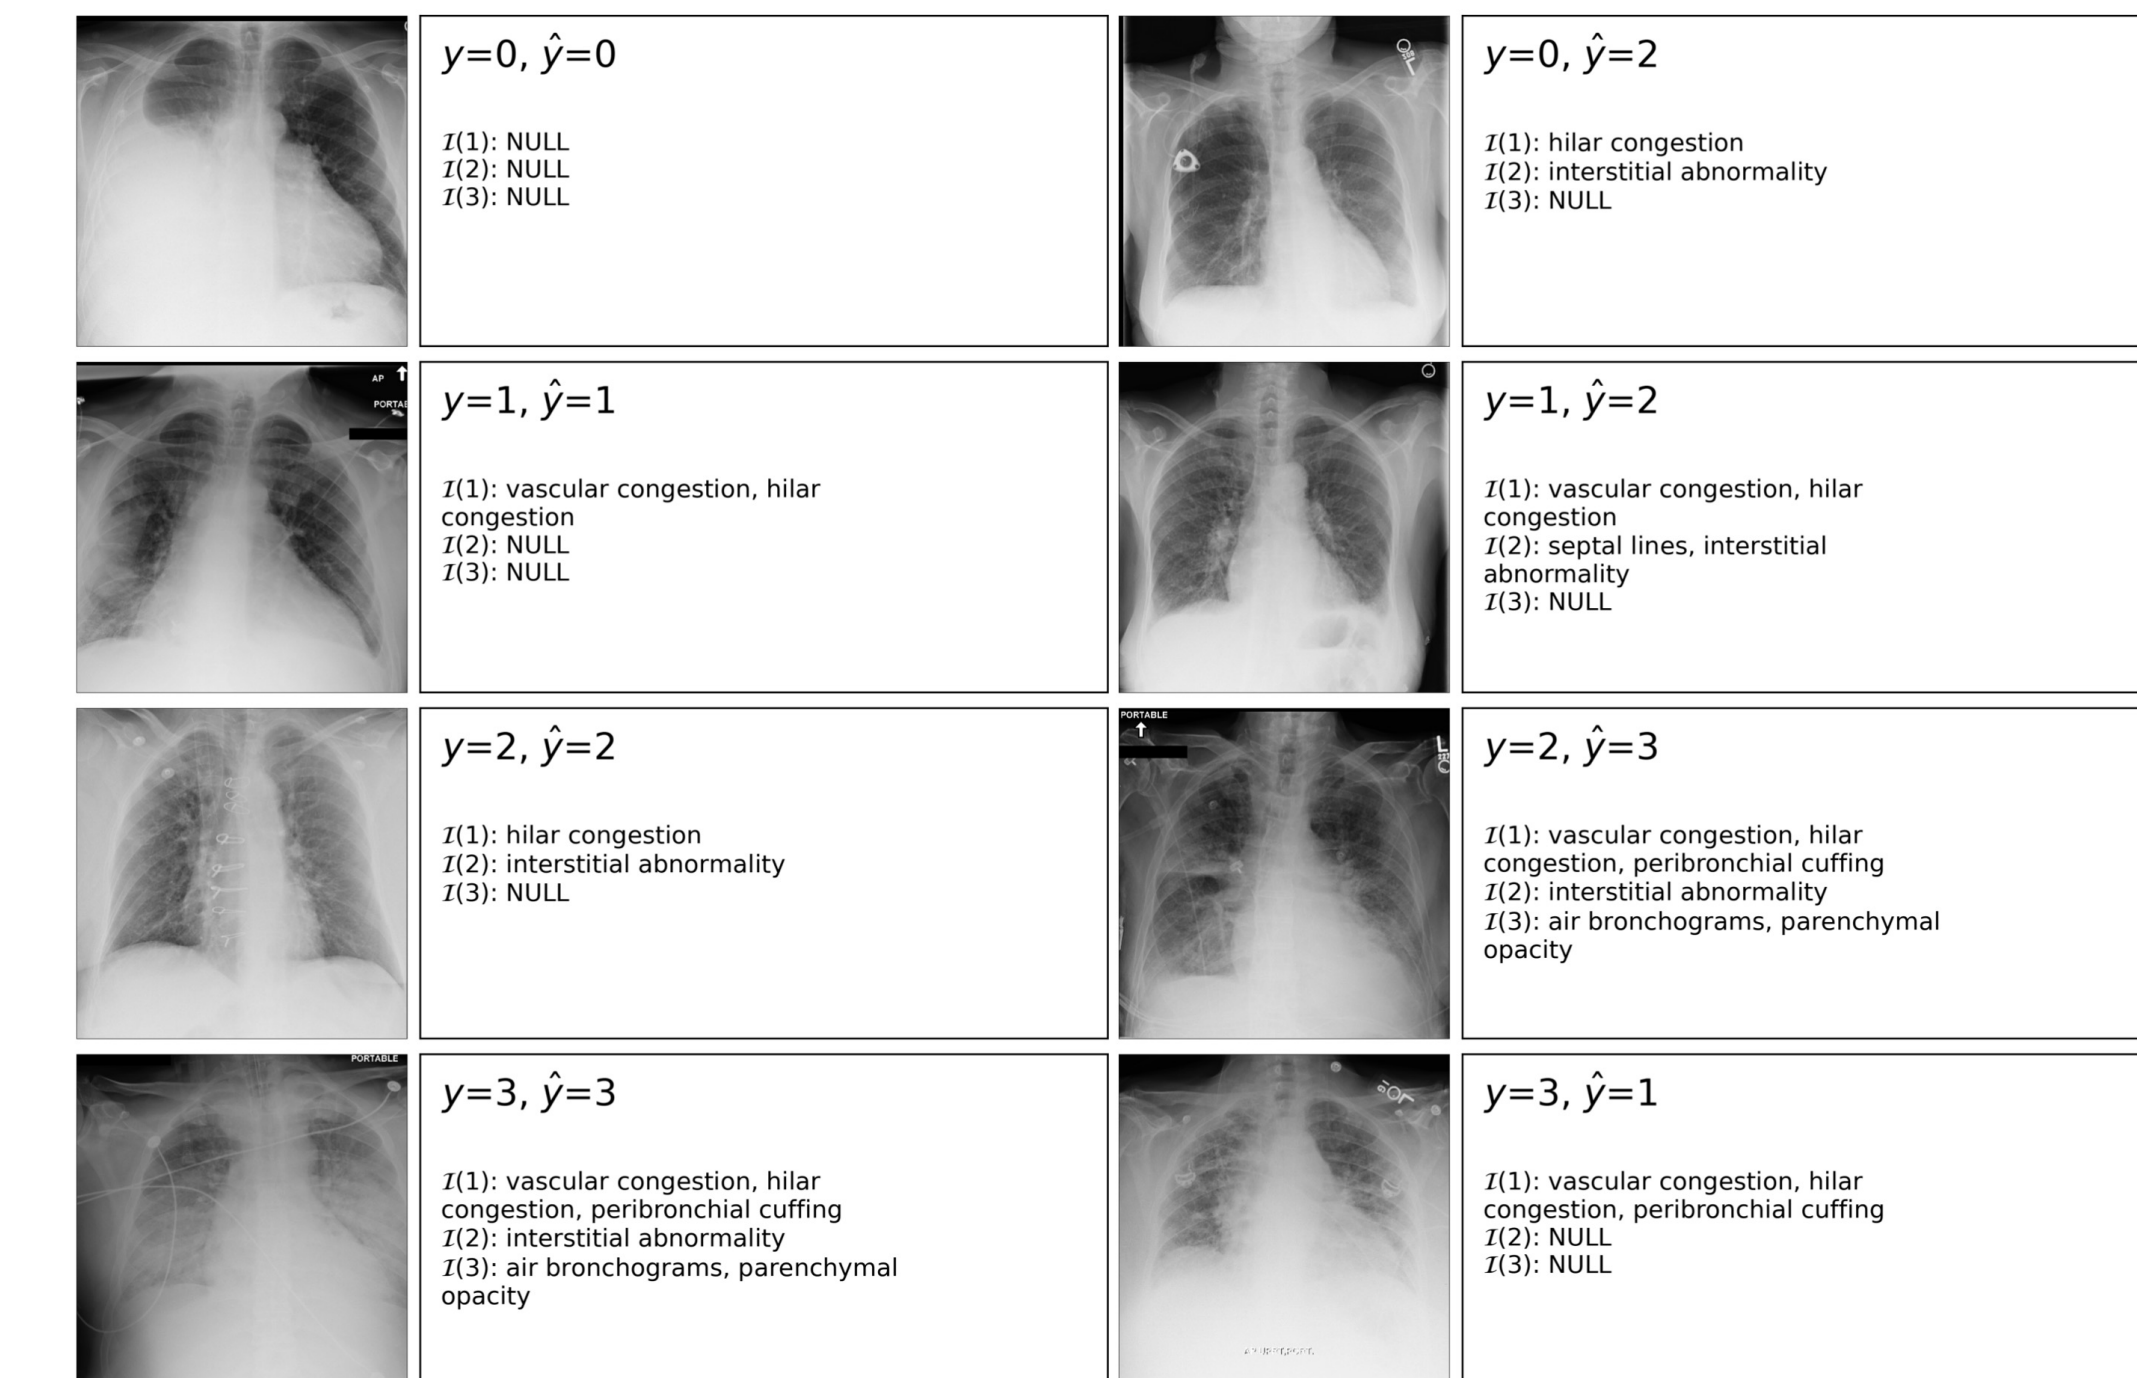 y=0, ŷ=0
ℐ(1): NULL
ℐ(2): NULL
ℐ(3): NULL
L
y=0, ŷ=2
ℐ(1): hilar congestion
ℐ(2): interstitial abnormality
ℐ(3): NULL
AP
PORTAB
y=1, ŷ=1
ℐ(1): vascular congestion, hilar
congestion
ℐ(2): NULL
ℐ(3): NULL
y=1, ŷ=2
ℐ(1): vascular congestion, hilar
congestion
ℐ(2): septal lines, interstitial
abnormality
ℐ(3): NULL
y=2, ŷ=2
ℐ(1): hilar congestion
ℐ(2): interstitial abnormality
ℐ(3): NULL
PORTABLE
L
y=2, ŷ=3
ℐ(1): vascular congestion, hilar
congestion, peribronchial cuffing
ℐ(2): interstitial abnormality
ℐ(3): air bronchograms, parenchymal
opacity
PORTABLE
y=3, ŷ=3
ℐ(1): vascular congestion, hilar
congestion, peribronchial cuffing
ℐ(2): interstitial abnormality
ℐ(3): air bronchograms, parenchymal
opacity
y=3, ŷ=1
ℐ(1): vascular congestion, hilar
congestion, peribronchial cuffing
ℐ(2): NULL
ℐ(3): NULL